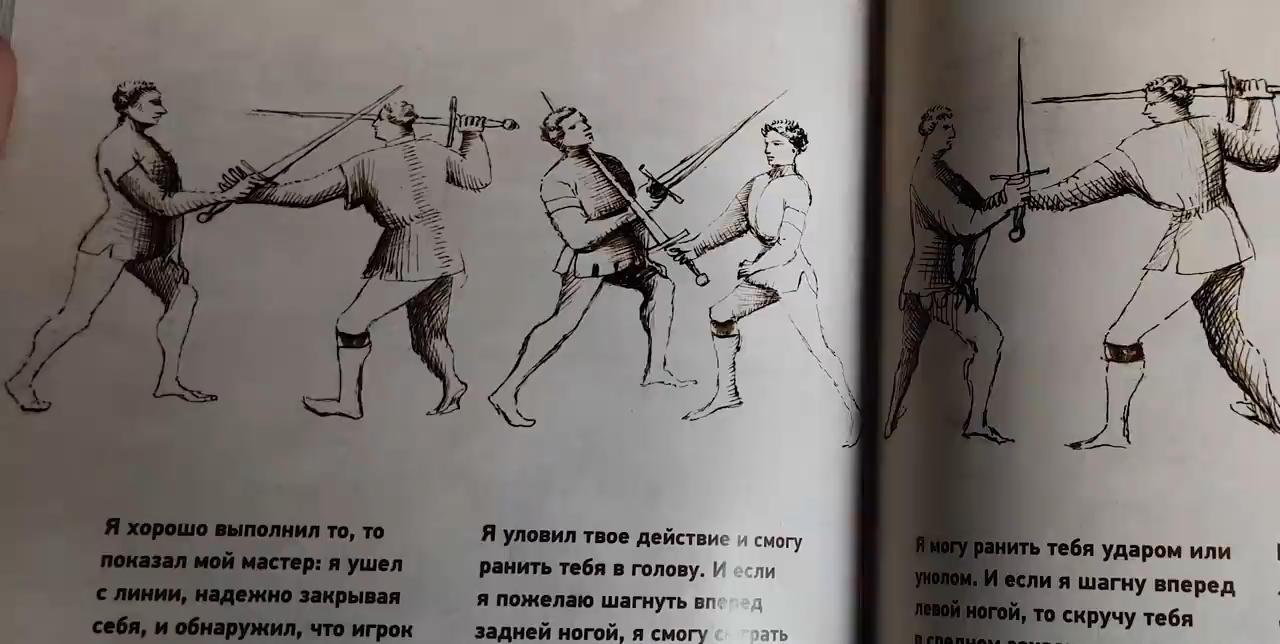 Я хорошо выполнил то, то
показал мой мастер: я ушел
с линии, надежно закрывая
себя, и обнаружил, что игрок
Я уловил твое действие и смогу
ранить тебя в голову. И если
я пожелаю шагнуть вперед
задней ногой, я смогу
Я могу ранить тебя ударом или
уколом. И если я шагну вперед
левой ногой, то скручу тебя